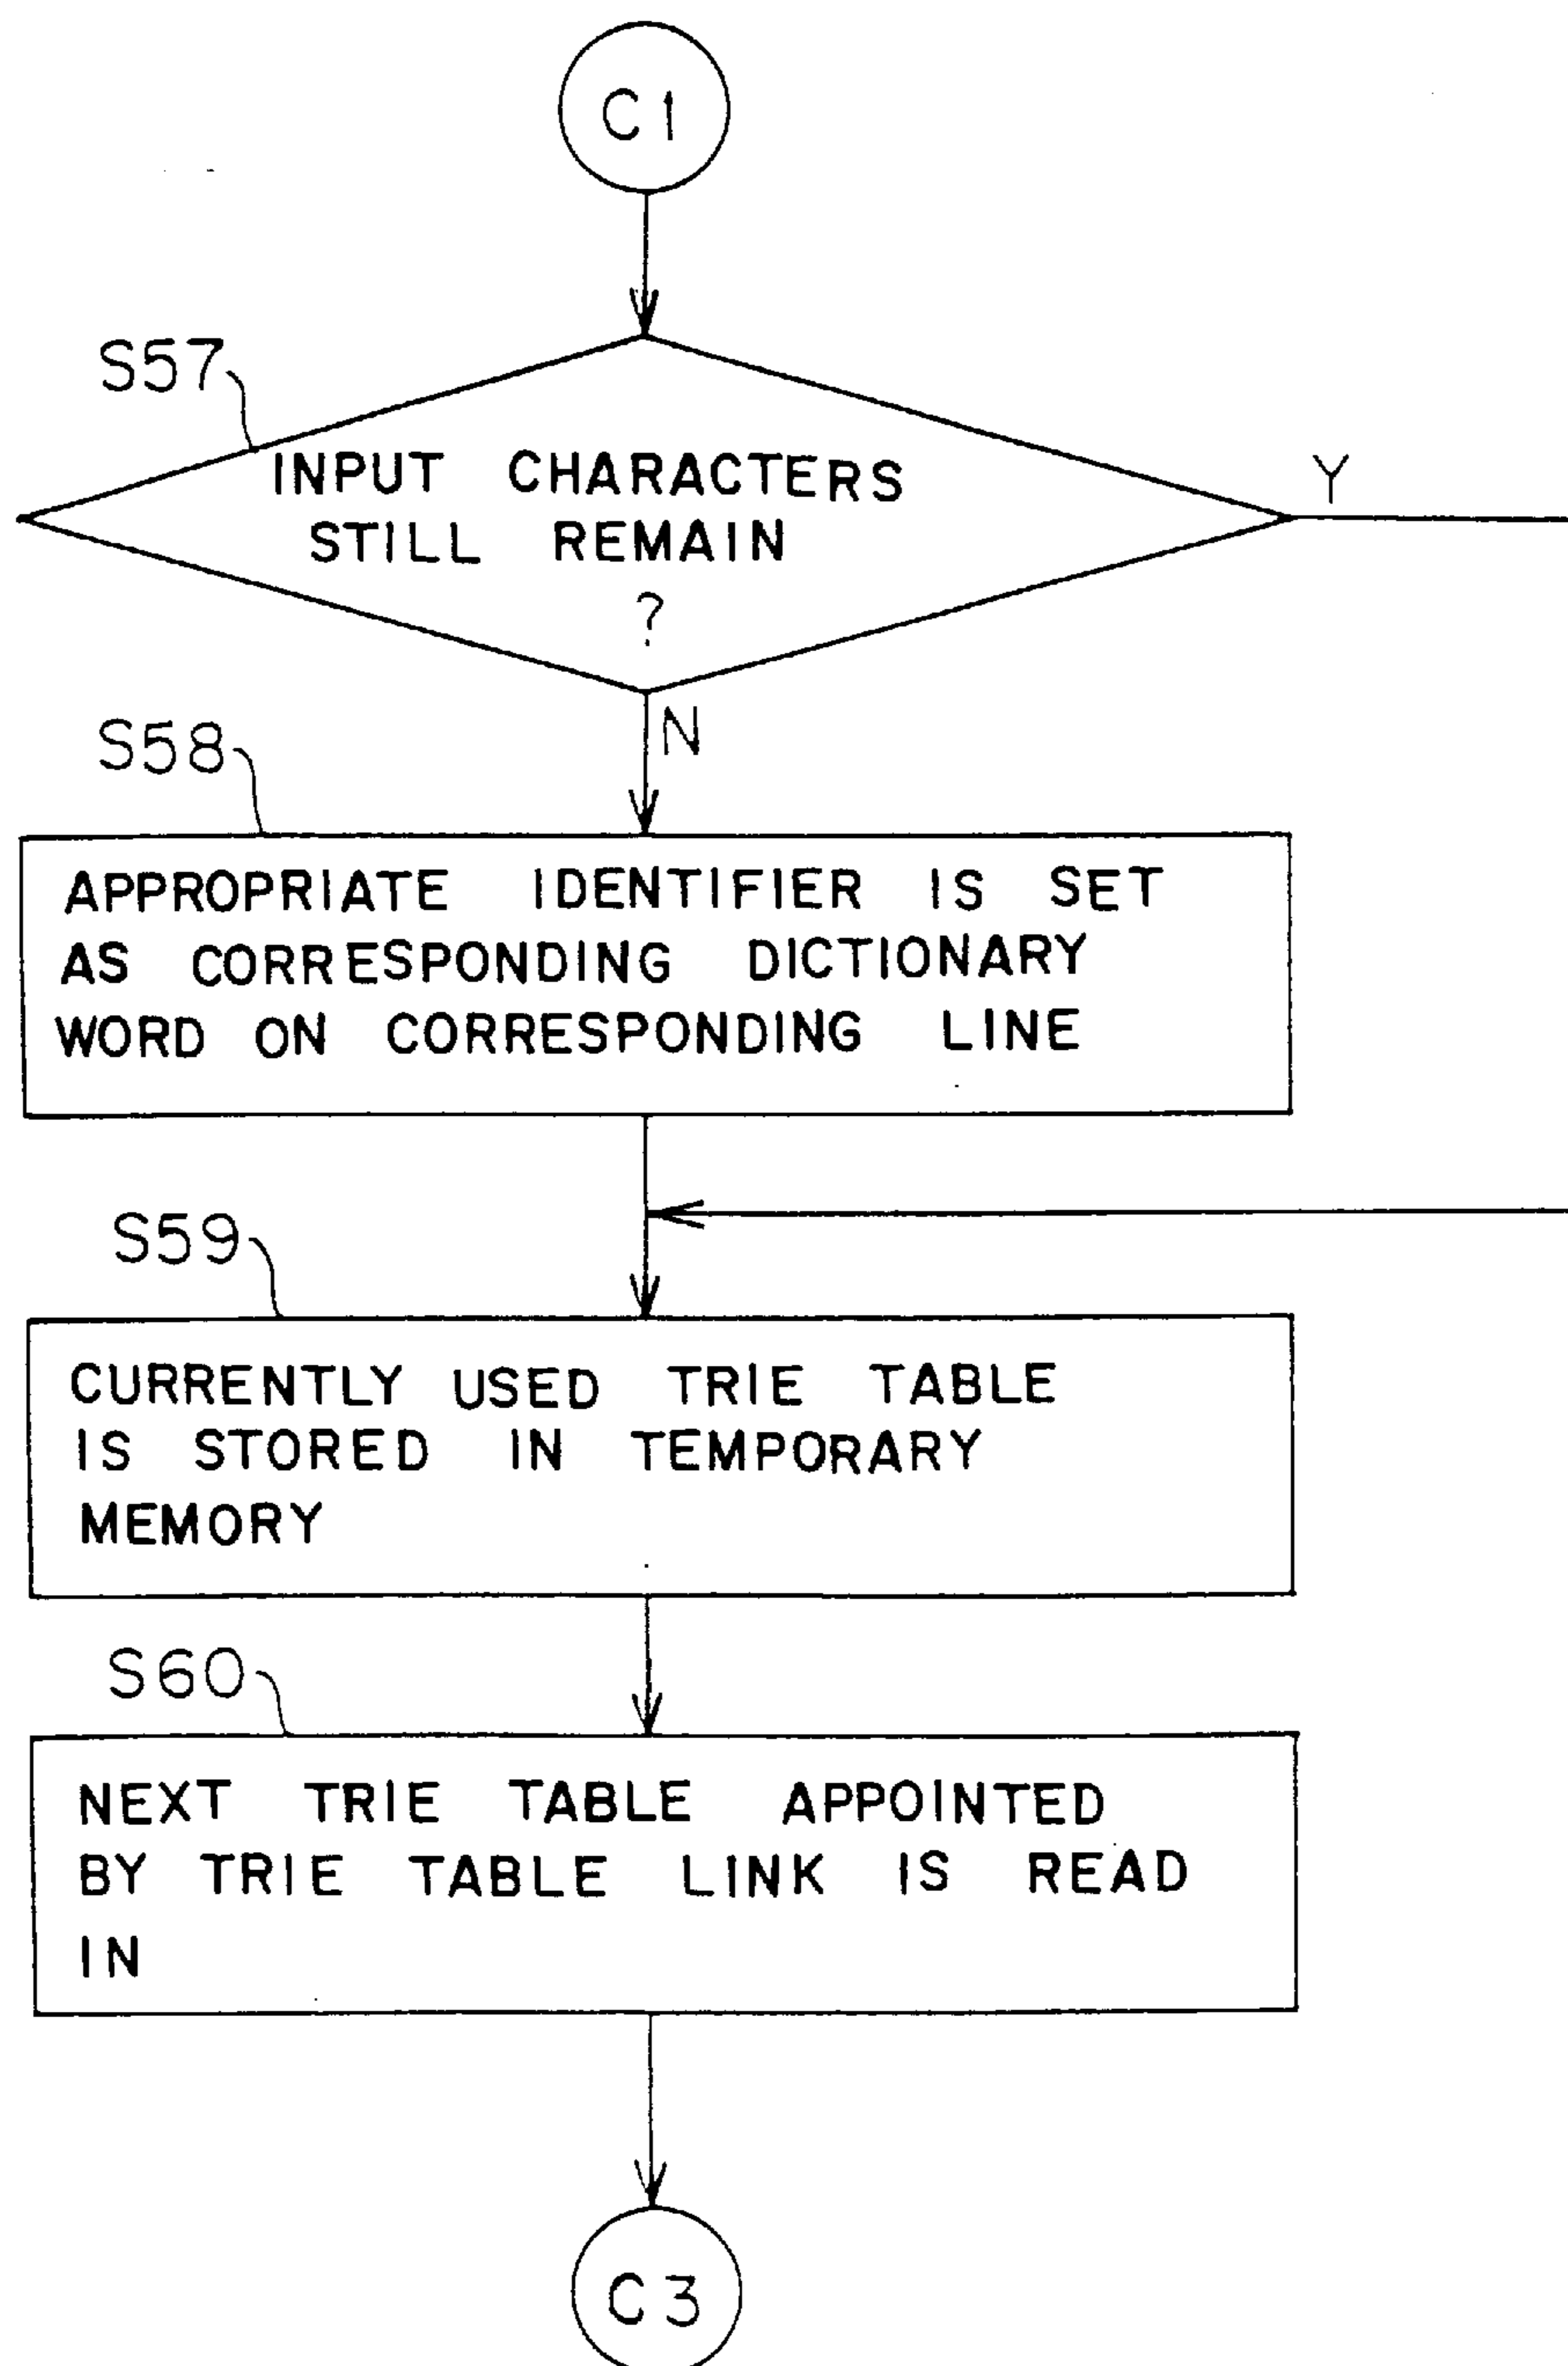 C1
S57
INPUT CHARACTERS
STILL REMAIN
?
Y
N
S58
APPROPRIATE IDENTIFIER IS SET
AS CORRESPONDING DICTIONARY
WORD ON CORRESPONDING LINE
S59
CURRENTLY USED TRIE TABLE
IS STORED IN TEMPORARY
MEMORY
S60
NEXT TRIE TABLE APPOINTED
BY TRIE TABLE LINK IS READ
IN
C3